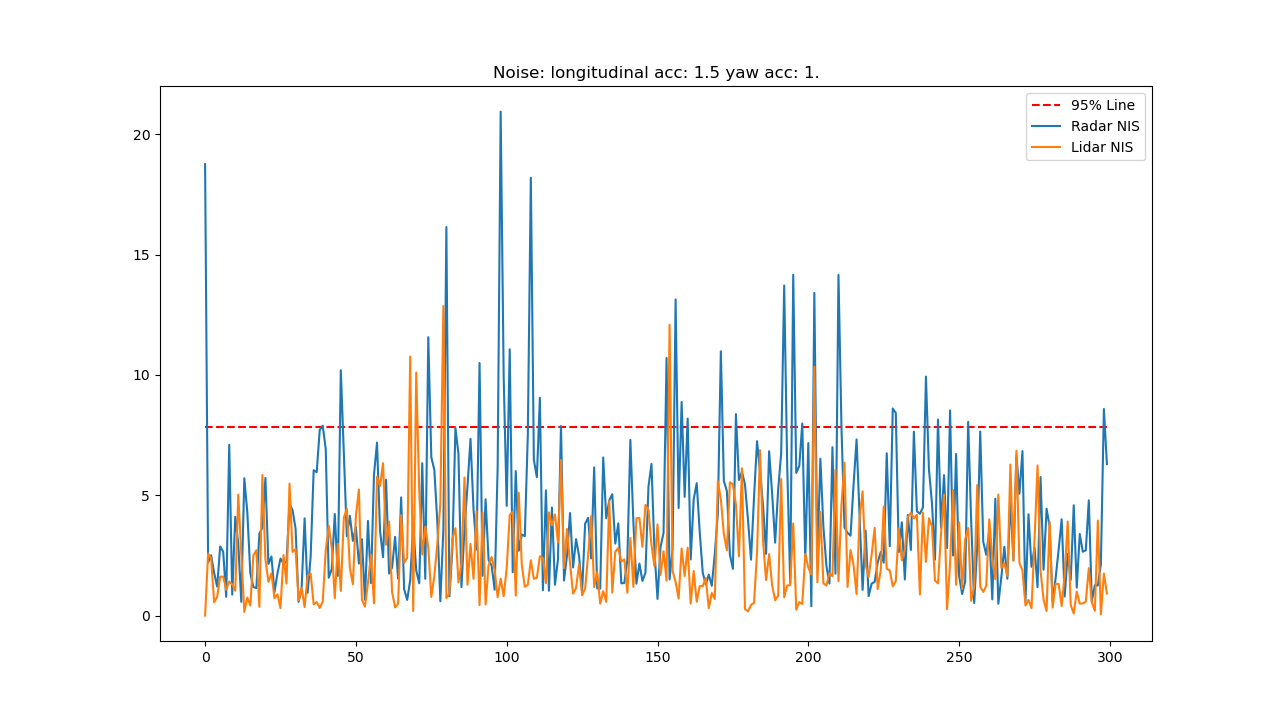 Noise: longitudinal acc: 1.5 yaw acc: 1.
95% Line
Radar NIS
Lidar NIS
20
15
10
5
0
0 50 100 150 200 250 300